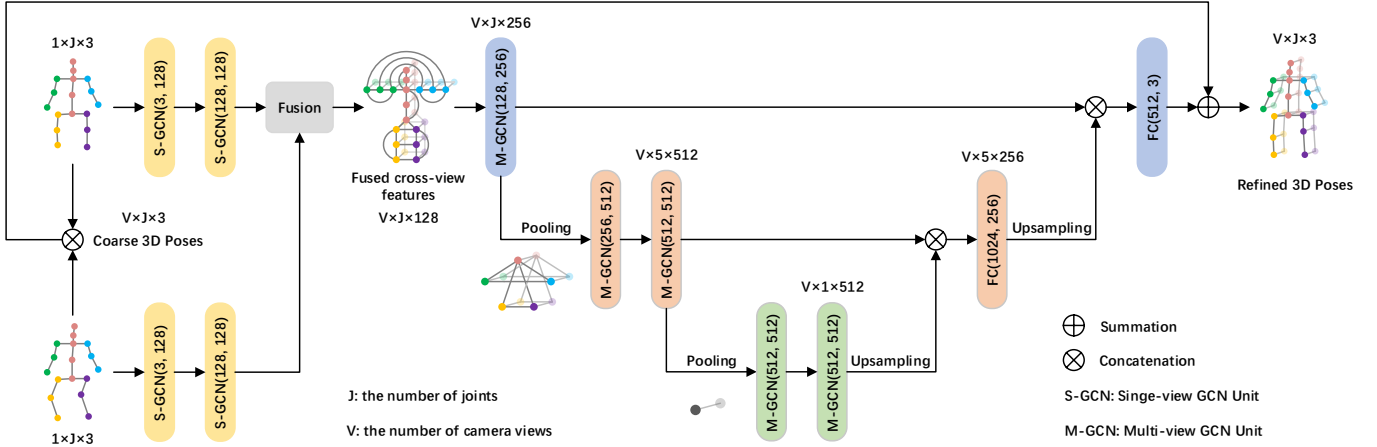 1×J×3
S-GCN(3, 128)
S-GCN(128, 128)
Fusion
Fused cross-view
features
V×J×128
V×J×256
M-GCN(128, 256)
FC(512, 3)
V×J×3
Refined 3D Poses
V×J×3
Coarse 3D Poses
Pooling
M-GCN(256, 512)
V×5×512
M-GCN(512, 512)
V×5×256
FC(1024, 256)
Upsampling
Pooling
M-GCN(512, 512)
V×1×512
M-GCN(512, 512)
Upsampling
S-GCN(3, 128)
S-GCN(128, 128)
1×J×3
J: the number of joints
V: the number of camera views
Summation
Concatenation
S-GCN: Singe-view GCN Unit
M-GCN: Multi-view GCN Unit